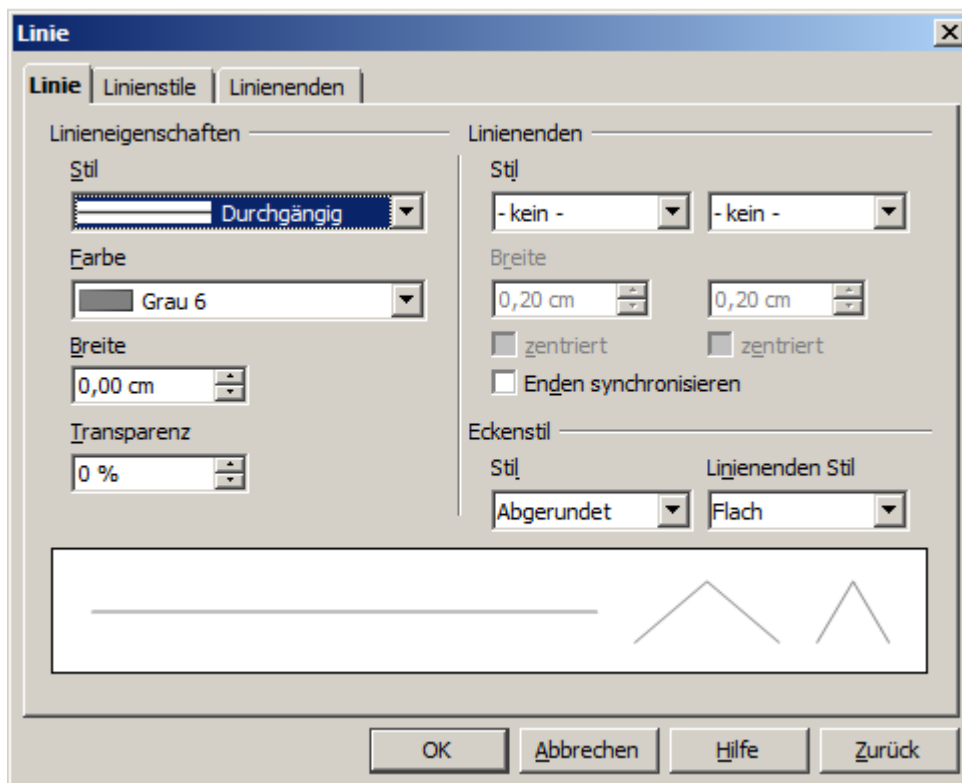 Linie
Linie Linienstile Linienenden
Linieneigenschaften
Stil
Durchgängig
Farbe
Grau 6
Breite
0,00 cm
Transparenz
0 %
Linienenden
Stil
- kein - - kein -
Breite
0,20 cm 0,20 cm
zentriert zentriert
Enden synchronisieren
Eckenstil
Stil Linienenden Stil
Abgerundet Flach
OK Abbrechen Hilfe Zurück